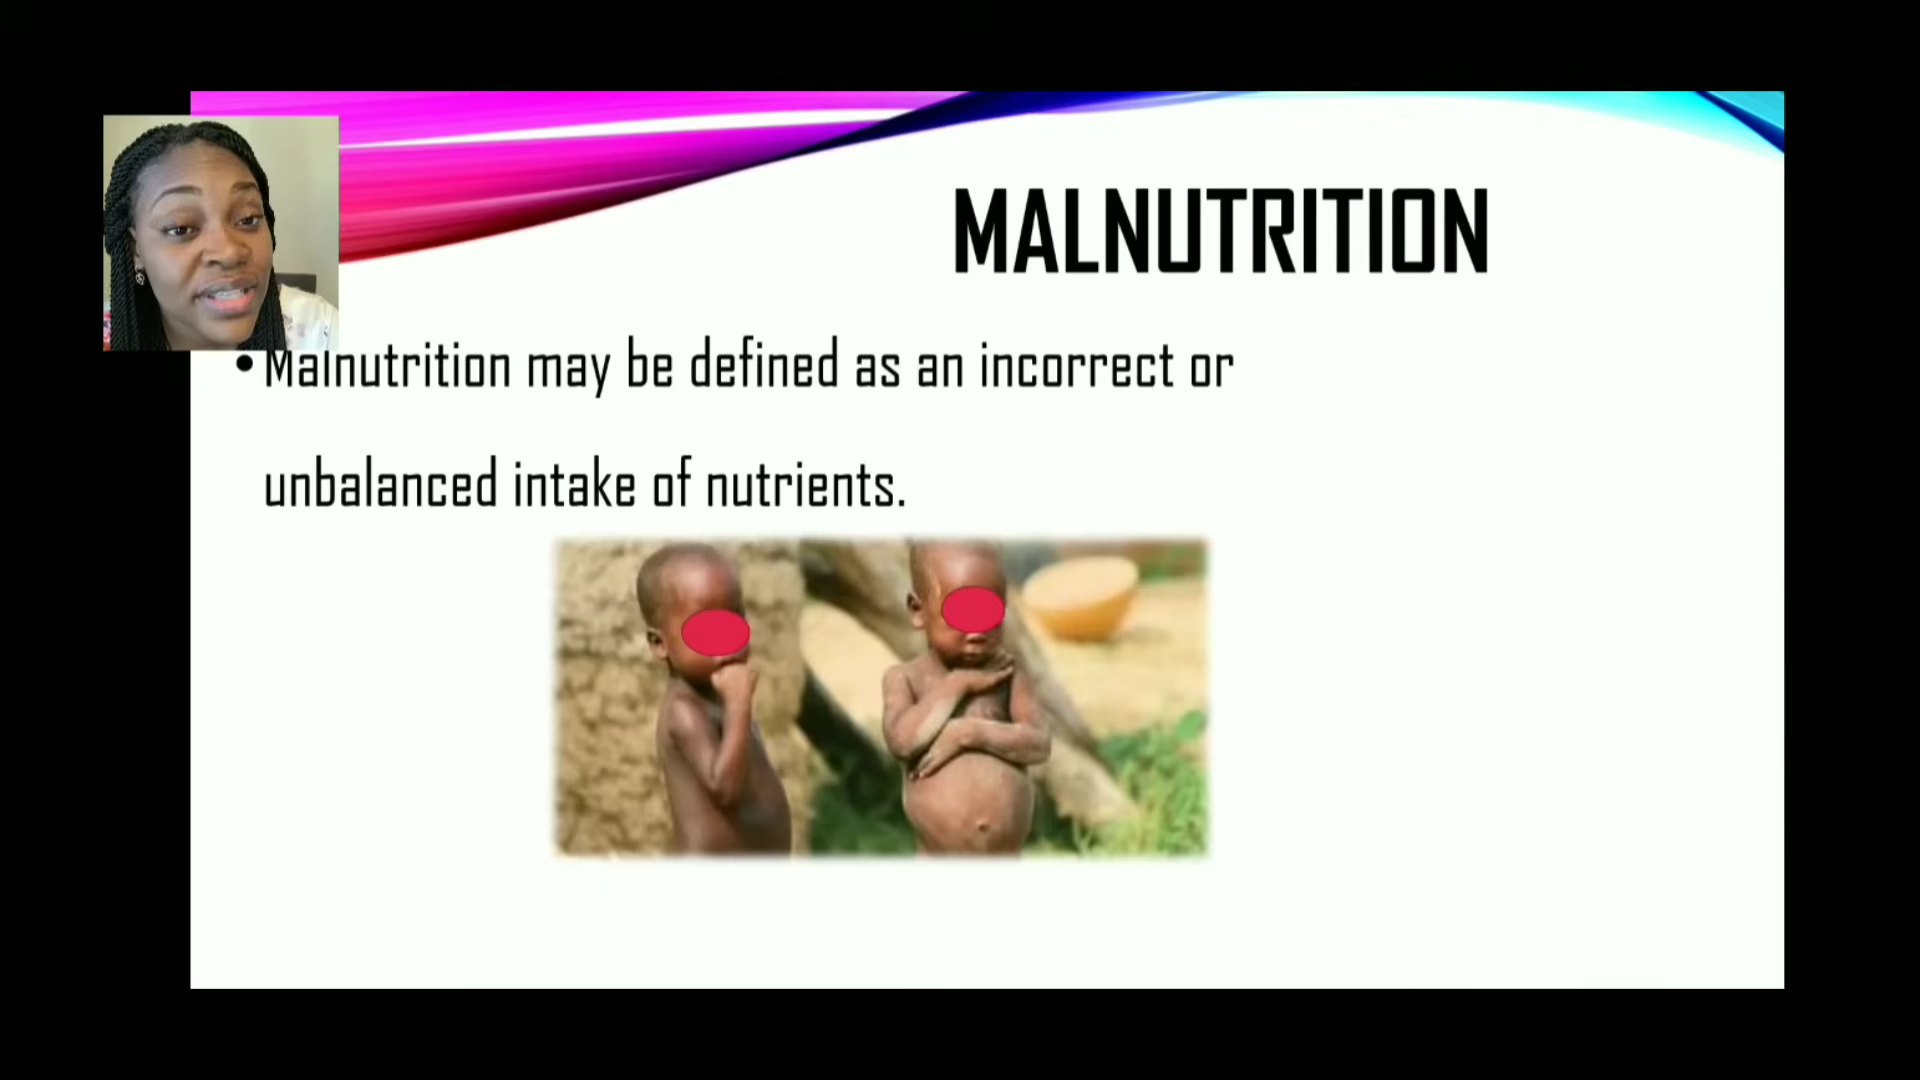 MALNUTRITION
• Malnutrition may be defined as an incorrect or
unbalanced intake of nutrients.